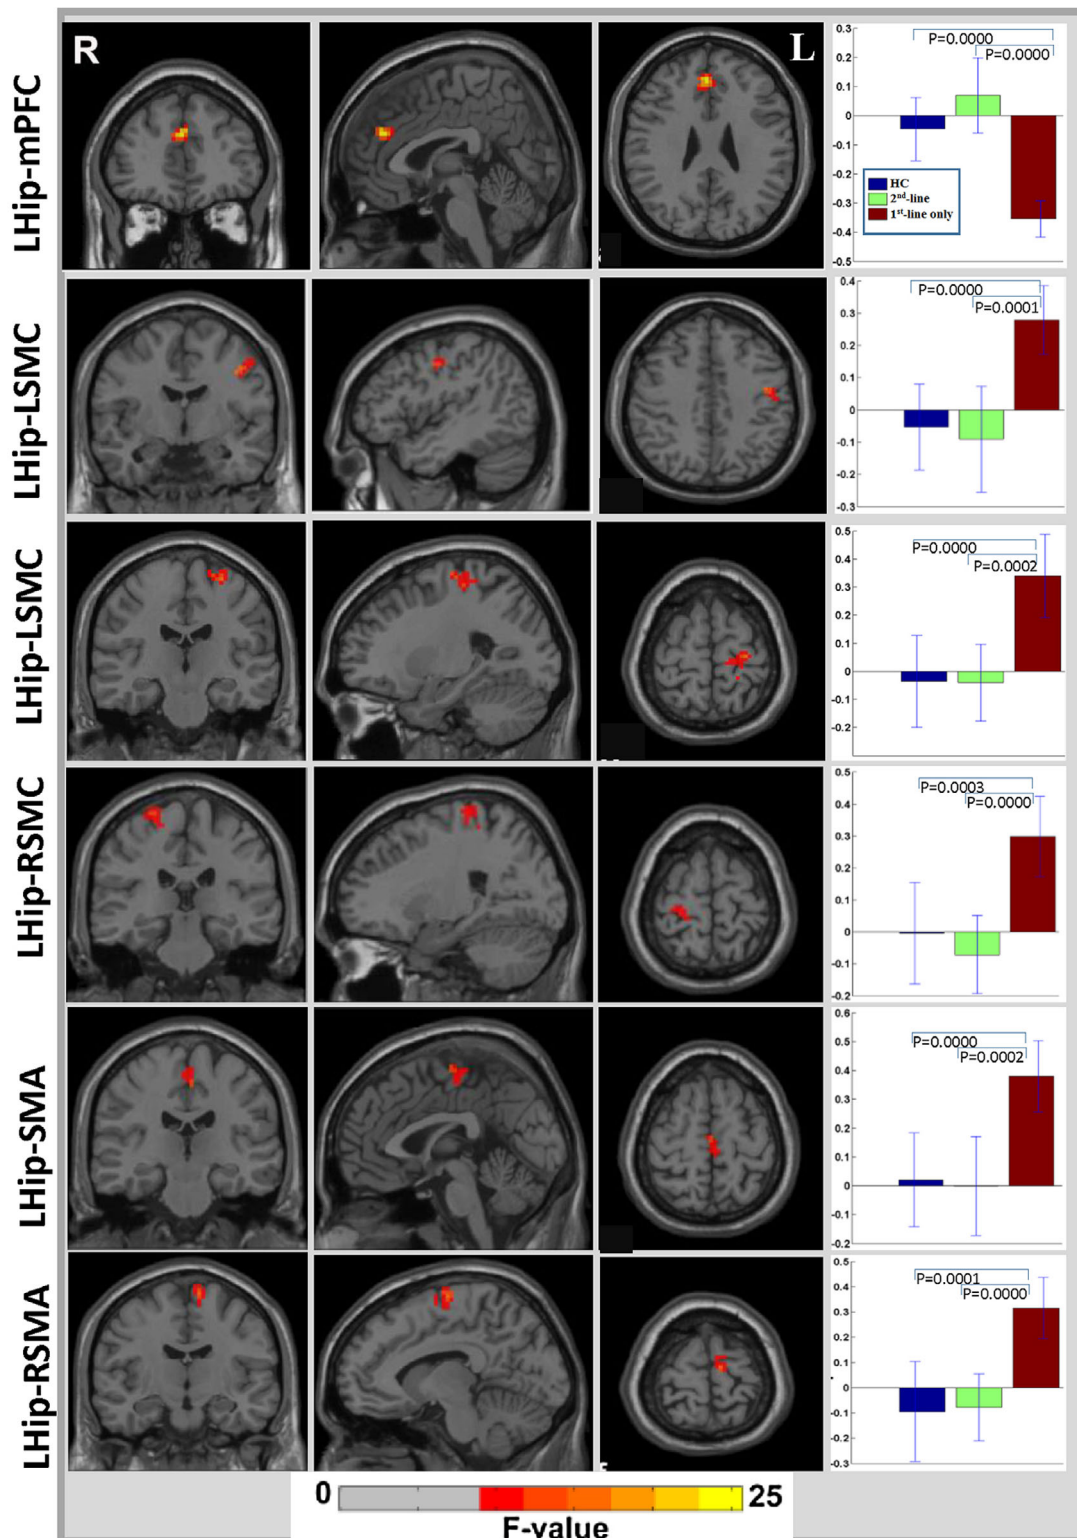 LHip-mPFC
R
L
P=0.0000
P=0.0000
0.3
0.2
0.1
0
-0.1
-0.2
-0.3
-0.4
-0.5
HC
2nd-line
1st-line only
LHip-LSMC
P=0.0000
P=0.0001
0.4
0.3
0.2
0.1
0
-0.1
-0.2
-0.3
LHip-LSMC
P=0.0000
P=0.0002
0.5
0.4
0.3
0.2
0.1
0
-0.1
-0.2
LHip-RSMC
P=0.0003
P=0.0000
0.5
0.4
0.3
0.2
0.1
0
-0.1
-0.2
LHip-SMA
P=0.0000
P=0.0002
0.6
0.5
0.4
0.3
0.2
0.1
0
-0.1
-0.2
LHip-RSMA
P=0.0001
P=0.0000
0.5
0.4
0.3
0.2
0.1
0
-0.1
-0.2
-0.3
0
25
F-value